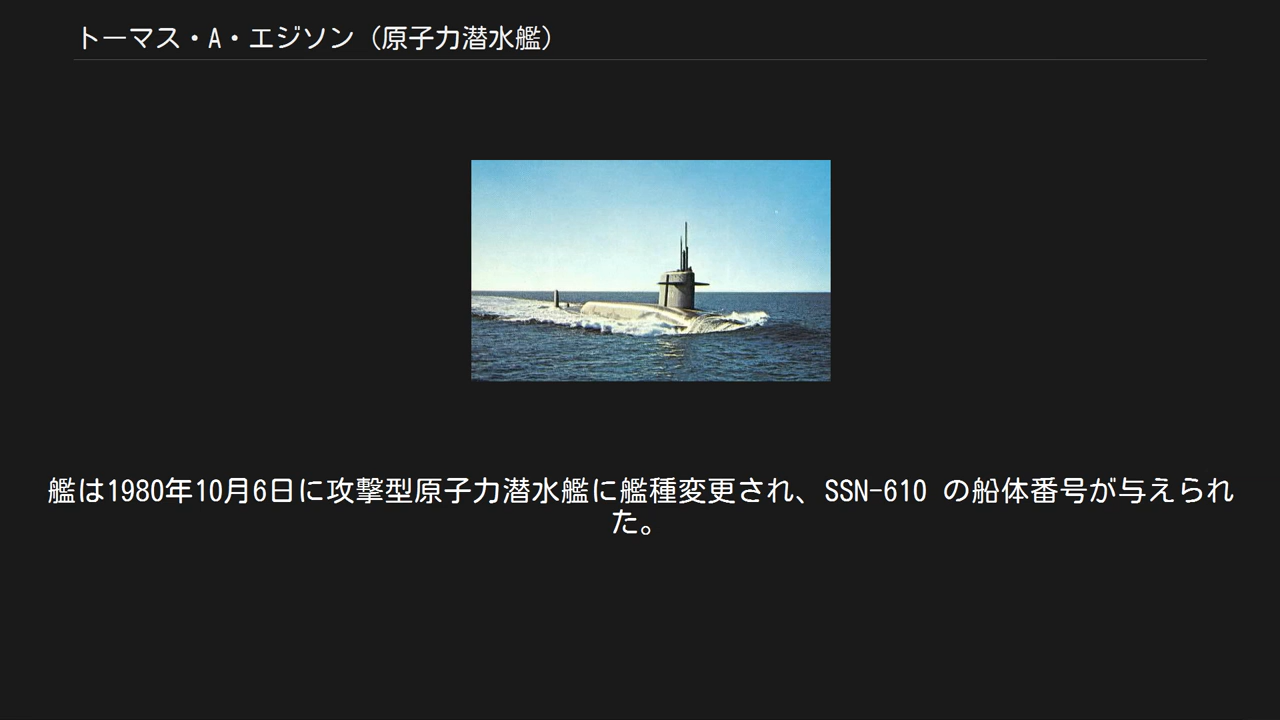 トーマス・A・エジソン（原子力潜水艦）
艦は1980年10月6日に攻撃型原子力潜水艦に艦種変更され、SSN-610 の船体番号が与えられ
た。